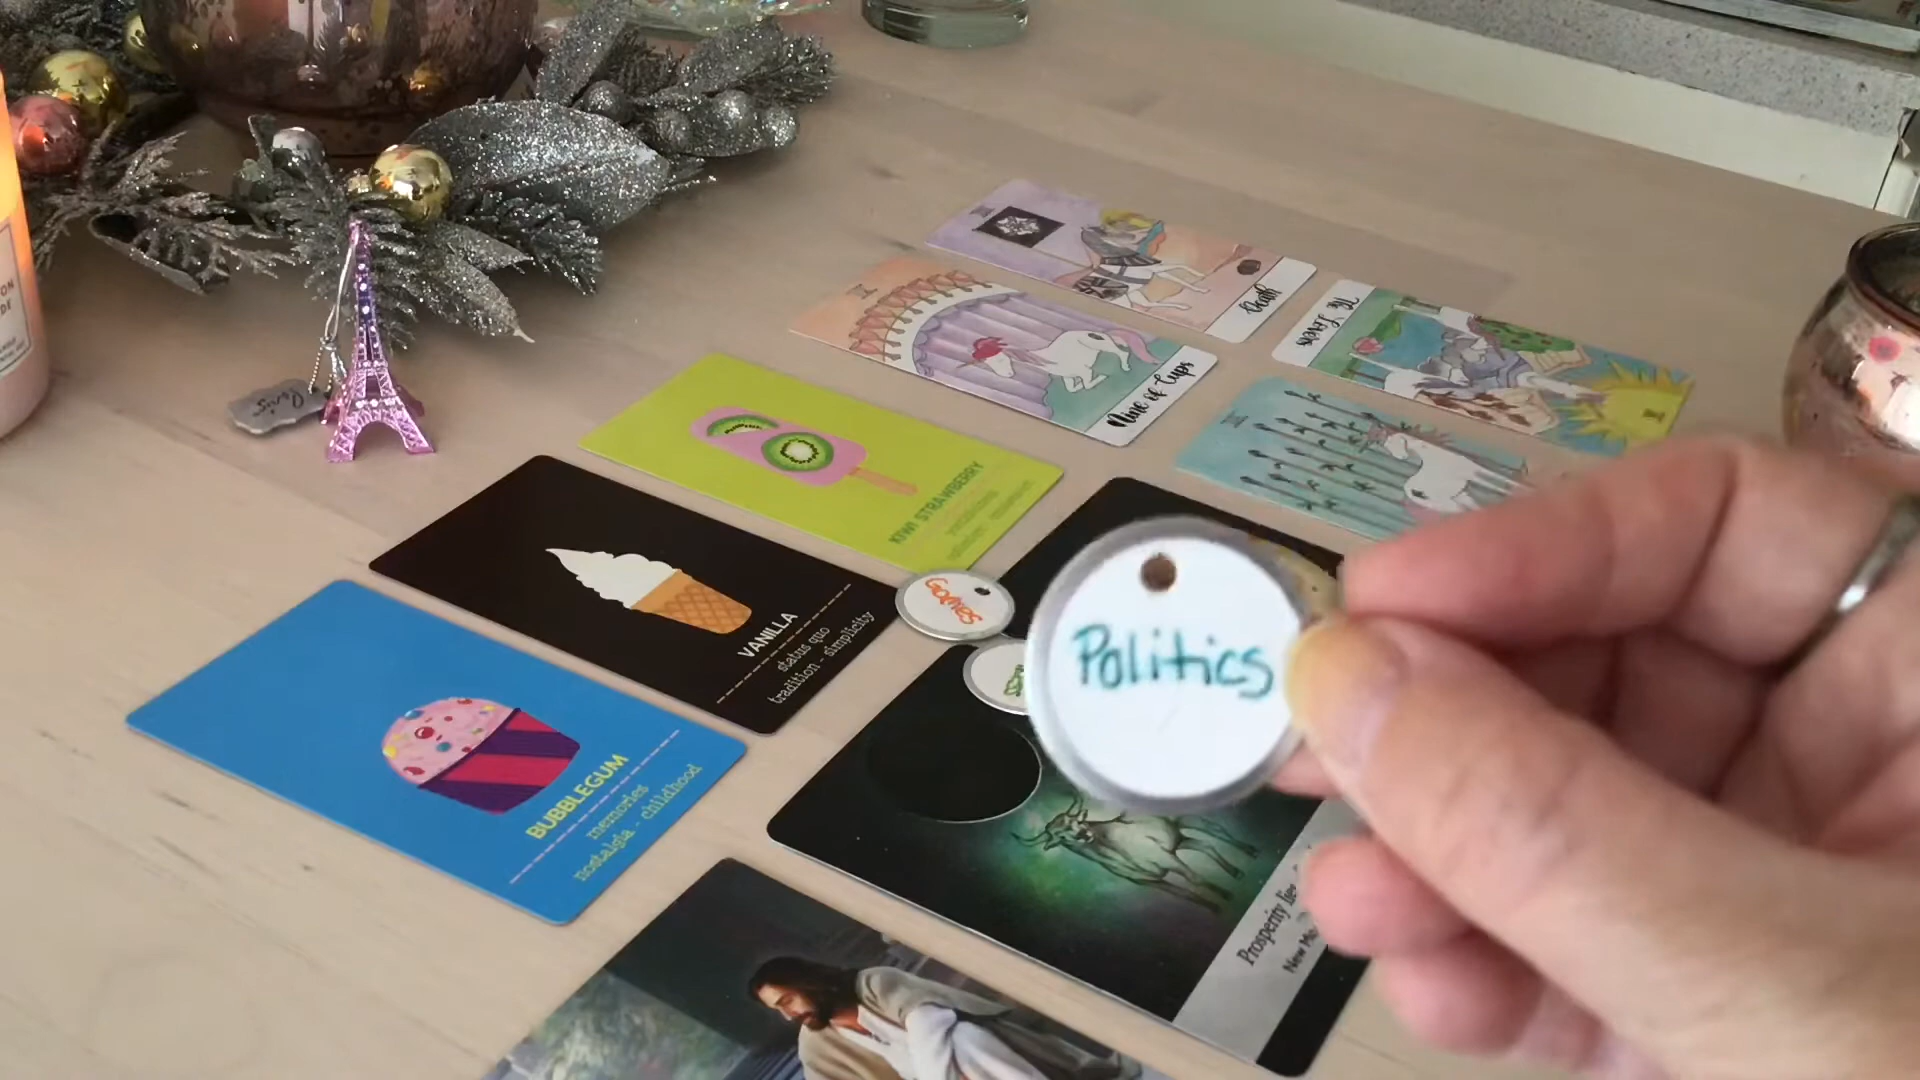 Death
Nine of Cups
The Lovers
KIWI STRAWBERRY
VANILLA
status quo
tradition - simplicity
BUBBLEGUM
memories
nostalgia - childhood
Games
Politics
Prosperity lies
New Mo
Paris